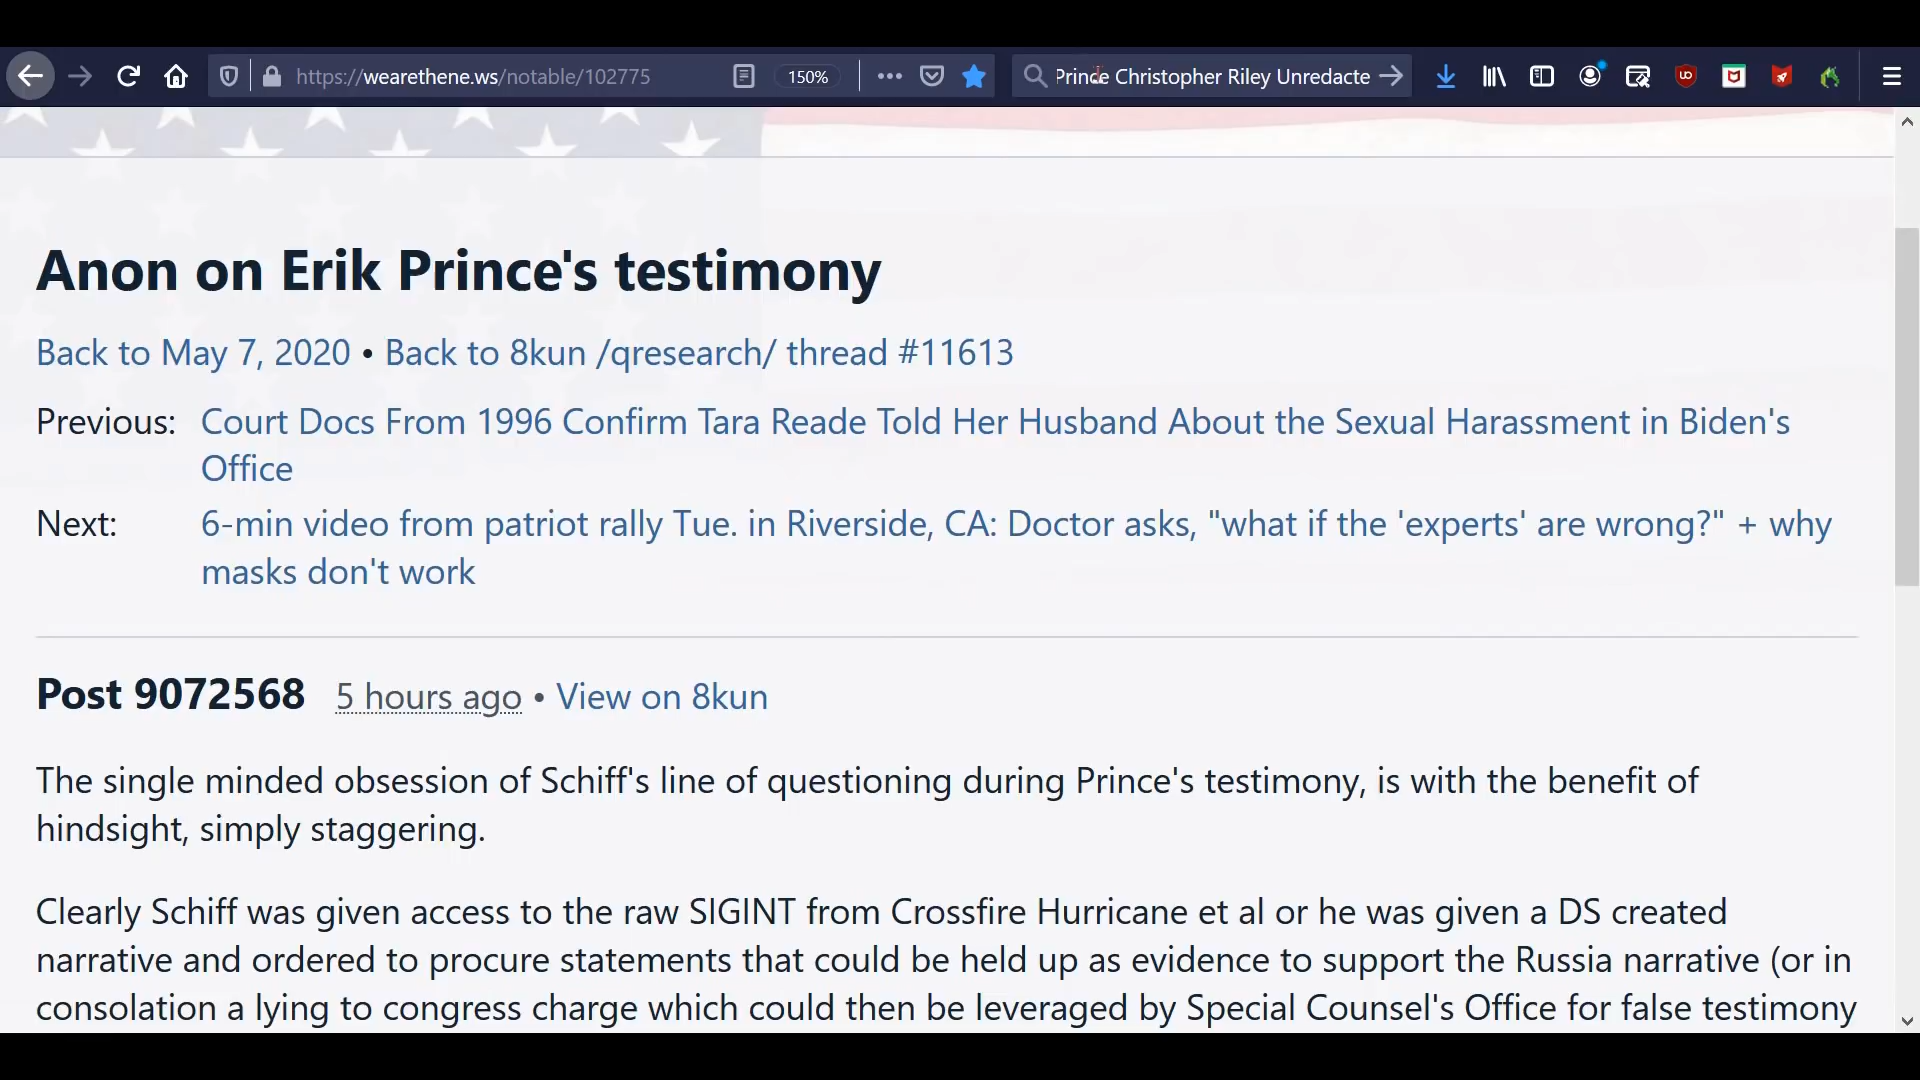 https://wearethene.ws/notable/102775
150%
Prince Christopher Riley Unredacte
Anon on Erik Prince's testimony
Back to May 7, 2020 • Back to 8kun /qresearch/ thread #11613
Previous: Court Docs From 1996 Confirm Tara Reade Told Her Husband About the Sexual Harassment in Biden's
Office
Next: 6-min video from patriot rally Tue. in Riverside, CA: Doctor asks, "what if the 'experts' are wrong?" + why
masks don't work
Post 9072568 5 hours ago • View on 8kun
The single minded obsession of Schiff's line of questioning during Prince's testimony, is with the benefit of
hindsight, simply staggering.
Clearly Schiff was given access to the raw SIGINT from Crossfire Hurricane et al or he was given a DS created
narrative and ordered to procure statements that could be held up as evidence to support the Russia narrative (or in
consolation a lying to congress charge which could then be leveraged by Special Counsel's Office for false testimony